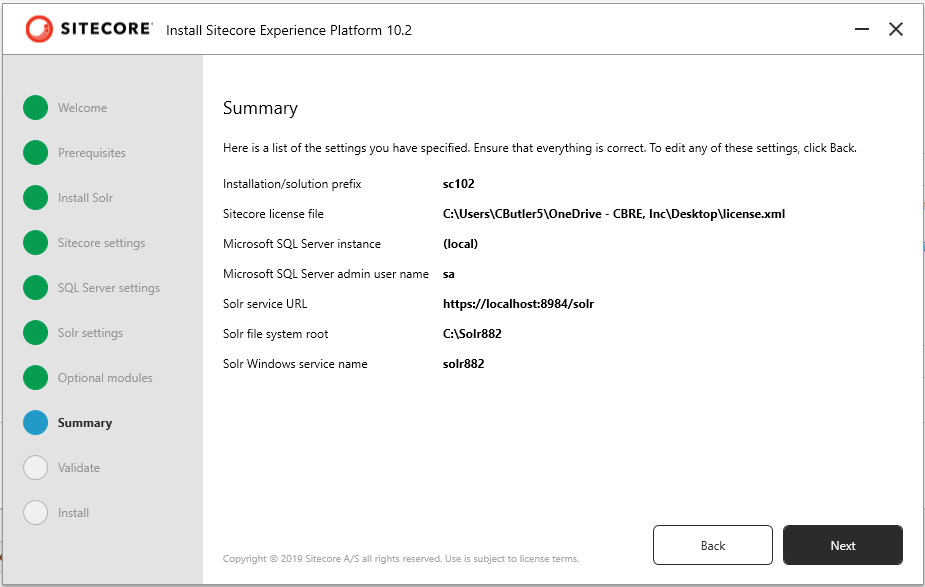 SITECORE Install Sitecore Experience Platform 10.2
Welcome
Prerequisites
Install Solr
Sitecore settings
SQL Server settings
Solr settings
Optional modules
Summary
Validate
Install
Summary
Here is a list of the settings you have specified. Ensure that everything is correct. To edit any of these settings, click Back.
Installation/solution prefix sc102
Sitecore license file C:\Users\CButler5\OneDrive - CBRE, Inc\Desktop\license.xml
Microsoft SQL Server instance (local)
Microsoft SQL Server admin user name sa
Solr service URL https://localhost:8984/solr
Solr file system root C:\Solr882
Solr Windows service name solr882
Copyright © 2019 Sitecore A/S all rights reserved. Use is subject to license terms.
Back Next